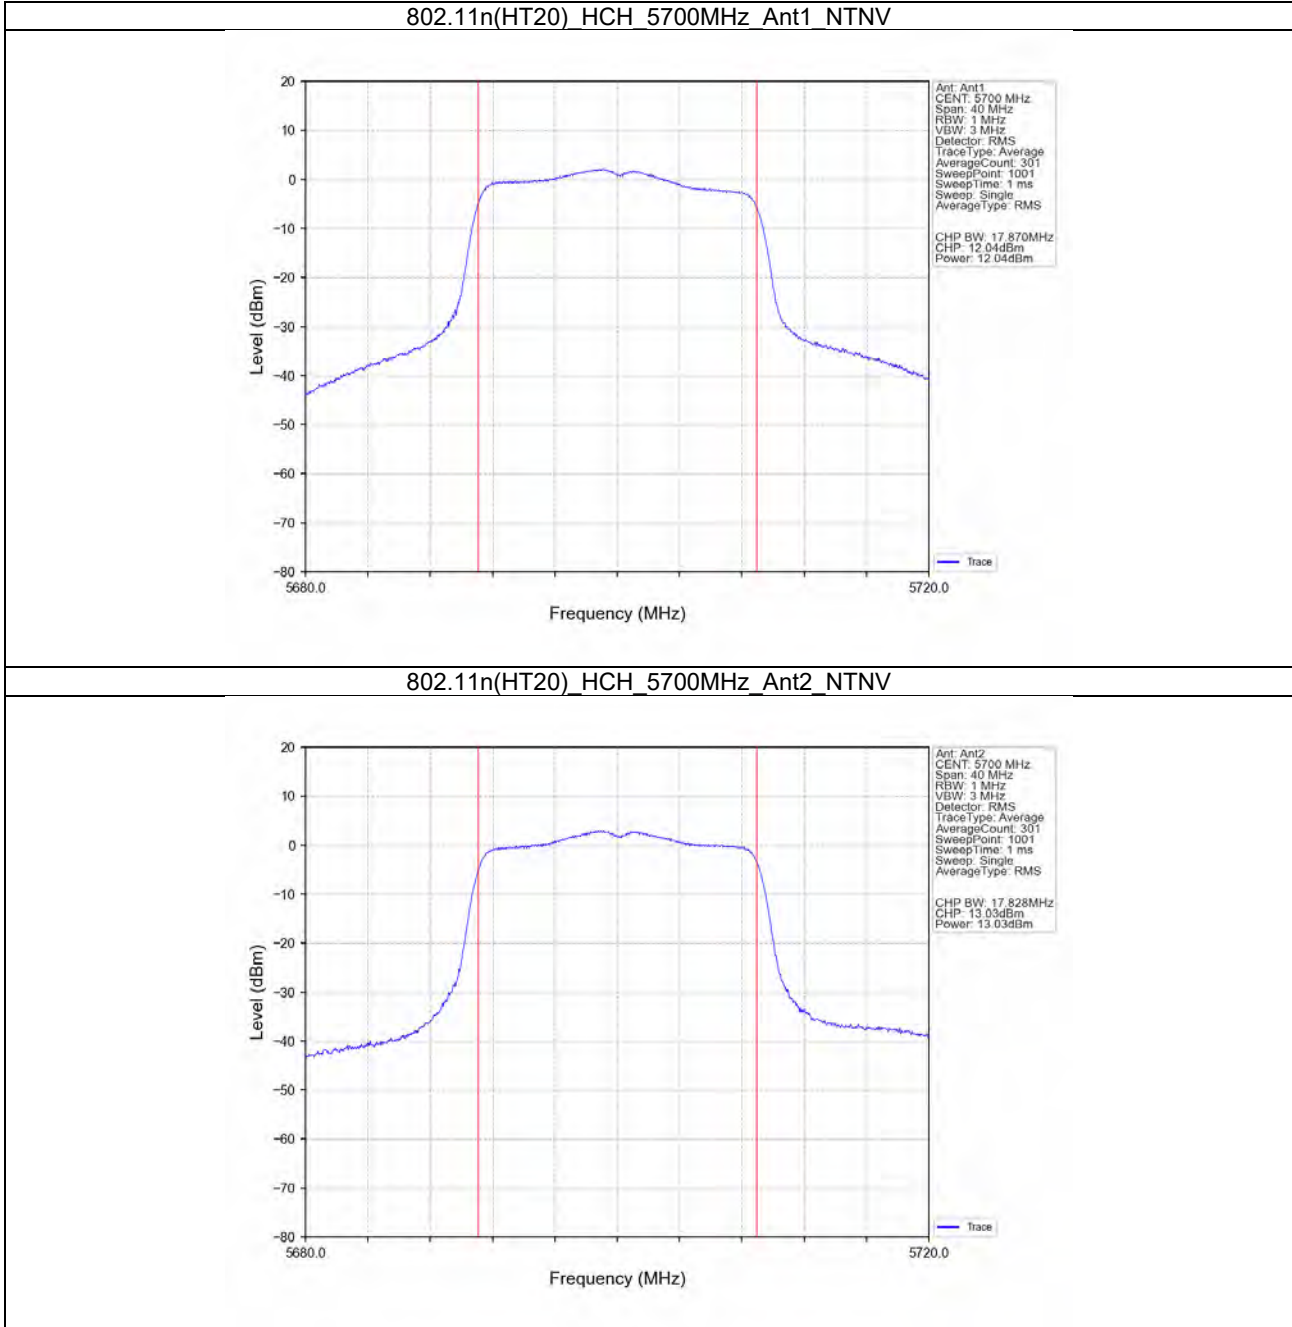 802.11n(HT20)_HCH_5700MHz_Ant1_NTNV
20
10
0
−10
−20
−30
−40
−50
−60
−70
−80
Level (dBm)
5680.0
5720.0
Frequency (MHz)
Ant: Ant1
CENT: 5700 MHz
Span: 40 MHz
RBW: 1 MHz
VBW: 3 MHz
Detector: RMS
TraceType: Average
AverageCount: 301
SweepPoint: 1001
SweepTime: 1 ms
Sweep: Single
AverageType: RMS
CHP BW: 17.870MHz
CHP: 12.04dBm
Power: 12.04dBm
Trace
802.11n(HT20)_HCH_5700MHz_Ant2_NTNV
20
10
0
−10
−20
−30
−40
−50
−60
−70
−80
Level (dBm)
5680.0
5720.0
Frequency (MHz)
Ant: Ant2
CENT: 5700 MHz
Span: 40 MHz
RBW: 1 MHz
VBW: 3 MHz
Detector: RMS
TraceType: Average
AverageCount: 301
SweepPoint: 1001
SweepTime: 1 ms
Sweep: Single
AverageType: RMS
CHP BW: 17.828MHz
CHP: 13.03dBm
Power: 13.03dBm
Trace